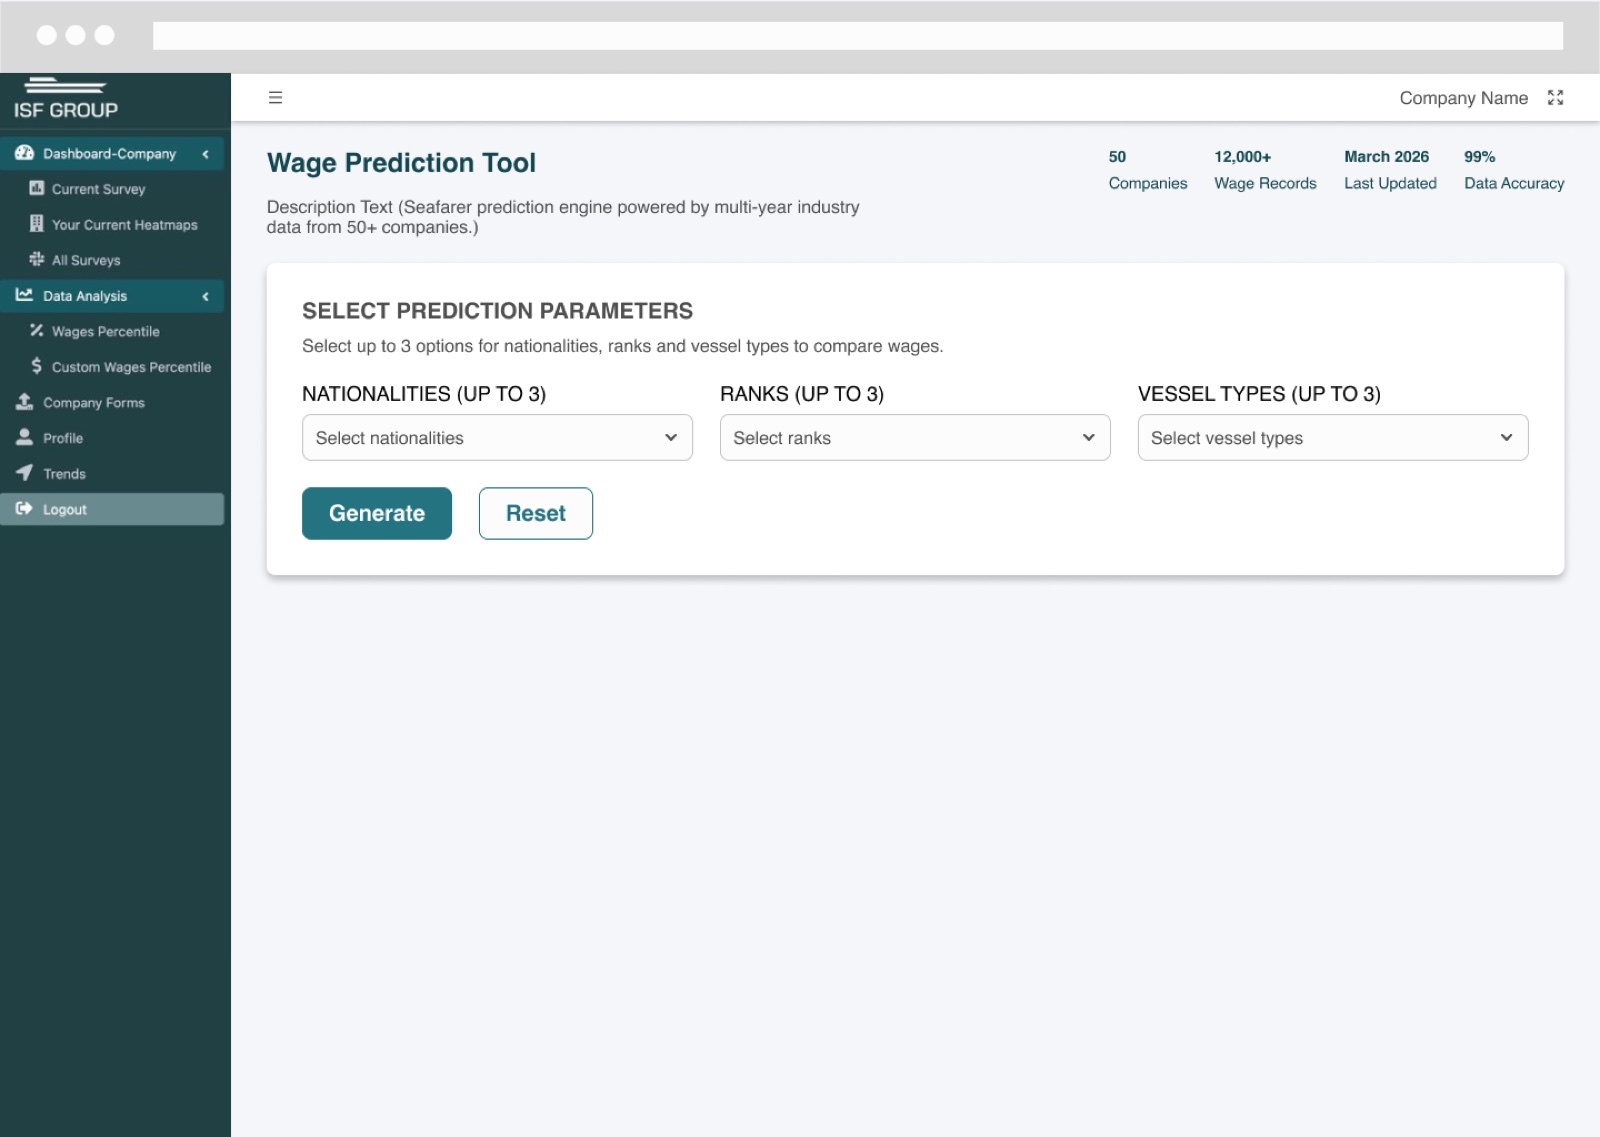 ISF GROUP
Dashboard-Company
Current Survey
Your Current Heatmaps
All Surveys
Data Analysis
Wages Percentile
Custom Wages Percentile
Company Forms
Profile
Trends
Logout
Company Name
Wage Prediction Tool
Description Text (Seafarer prediction engine powered by multi-year industry
data from 50+ companies.)
50
Companies
12,000+
Wage Records
March 2026
Last Updated
99%
Data Accuracy
SELECT PREDICTION PARAMETERS
Select up to 3 options for nationalities, ranks and vessel types to compare wages.
NATIONALITIES (UP TO 3)
Select nationalities
RANKS (UP TO 3)
Select ranks
VESSEL TYPES (UP TO 3)
Select vessel types
Generate
Reset